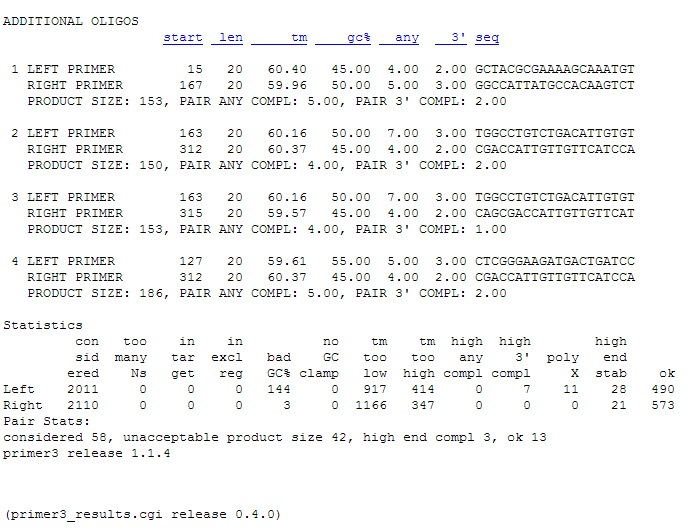 ADDITIONAL OLIGOS
start len tm gc% any 3' seq
1 LEFT PRIMER 15 20 60.40 45.00 4.00 2.00 GCTACGCGAAAAGCAAATGT
RIGHT PRIMER 167 20 59.96 50.00 5.00 3.00 GGCCATTATGCCACAAGTCT
PRODUCT SIZE: 153, PAIR ANY COMPL: 5.00, PAIR 3' COMPL: 2.00
2 LEFT PRIMER 163 20 60.16 50.00 7.00 3.00 TGGCCTGTCTGACATTGTGT
RIGHT PRIMER 312 20 60.37 45.00 4.00 2.00 CGACCATTGTTGTTCATCCA
PRODUCT SIZE: 150, PAIR ANY COMPL: 4.00, PAIR 3' COMPL: 2.00
3 LEFT PRIMER 163 20 60.16 50.00 7.00 3.00 TGGCCTGTCTGACATTGTGT
RIGHT PRIMER 315 20 59.57 45.00 4.00 2.00 CAGCGACCATTGTTGTTCAT
PRODUCT SIZE: 153, PAIR ANY COMPL: 4.00, PAIR 3' COMPL: 1.00
4 LEFT PRIMER 127 20 59.61 55.00 5.00 3.00 CTCGGGAAGATGACTGATCC
RIGHT PRIMER 312 20 60.37 45.00 4.00 2.00 CGACCATTGTTGTTCATCCA
PRODUCT SIZE: 186, PAIR ANY COMPL: 5.00, PAIR 3' COMPL: 2.00
Statistics
con too in in no tm tm high high high
sid many tar excl bad GC too too any 3' poly end
ered Ns get reg GC% clamp low high compl compl X stab ok
Left 2011 0 0 0 144 0 917 414 0 7 11 28 490
Right 2110 0 0 0 3 0 1166 347 0 0 0 21 573
Pair Stats:
considered 58, unacceptable product size 42, high end compl 3, ok 13
primer3 release 1.1.4
(primer3_results.cgi release 0.4.0)